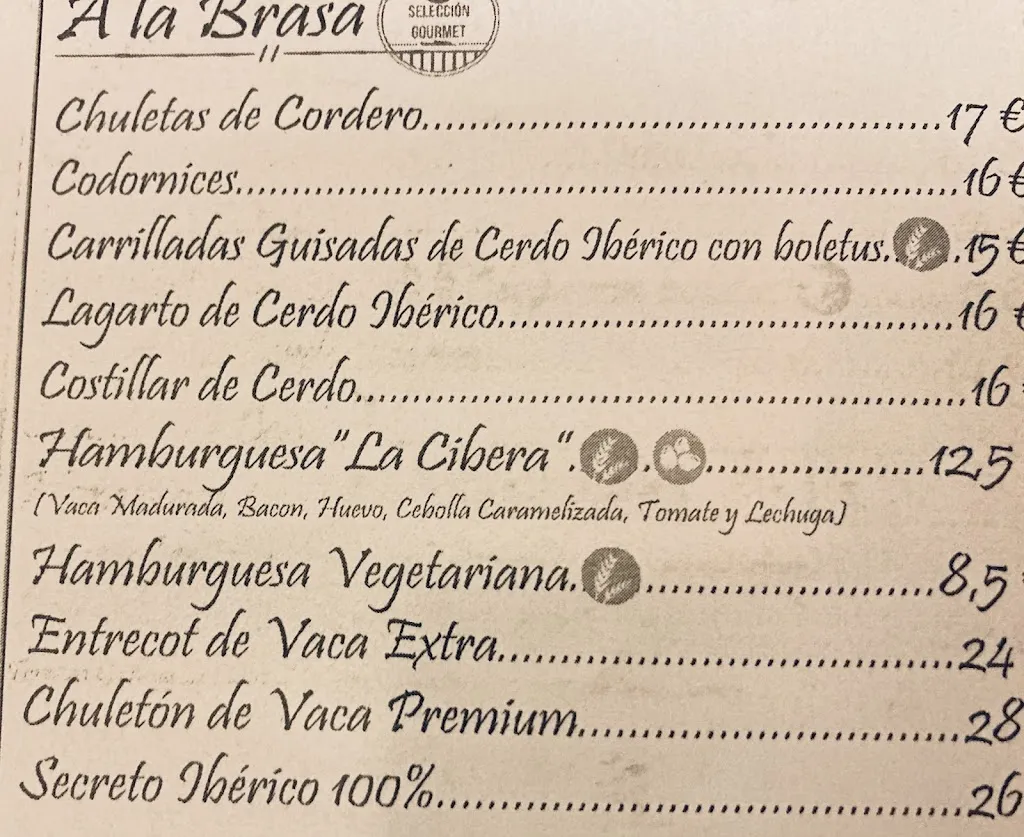 A la Brasa
SELECCIÓN
GOURMET
Chuletas de Cordero..........17 €
Codornices..........16 €
Carrilladas Guisadas de Cerdo Ibérico con boletus. .15 €
Lagarto de Cerdo Ibérico..........16 €
Costillar de Cerdo..........16
Hamburguesa "La Cibera". . ..........12,5
(Vaca Madurada, Bacon, Huevo, Cebolla Caramelizada, Tomate y Lechuga)
Hamburguesa Vegetariana. ..........8,5
Entrecot de Vaca Extra..........24
Chuletón de Vaca Premium..........28
Secreto Ibérico 100%..........26